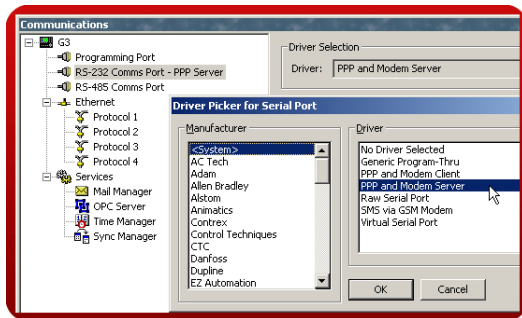 Communications
G3
Programming Port
RS-232 Comms Port - PPP Server
RS-485 Comms Port
Ethernet
Protocol 1
Protocol 2
Protocol 3
Protocol 4
Services
Mail Manager
OPC Server
Time Manager
Sync Manager
Driver Selection
Driver: PPP and Modem Server
Driver Picker for Serial Port
Manufacturer
<System>
AC Tech
Adam
Allen Bradley
Alstom
Animatics
Contrex
Control Techniques
CTC
Danfoss
Dupline
EZ Automation
Driver
No Driver Selected
Generic Program-Thru
PPP and Modem Client
PPP and Modem Server
Raw Serial Port
SMS via GSM Modem
Virtual Serial Port
OK
Cancel